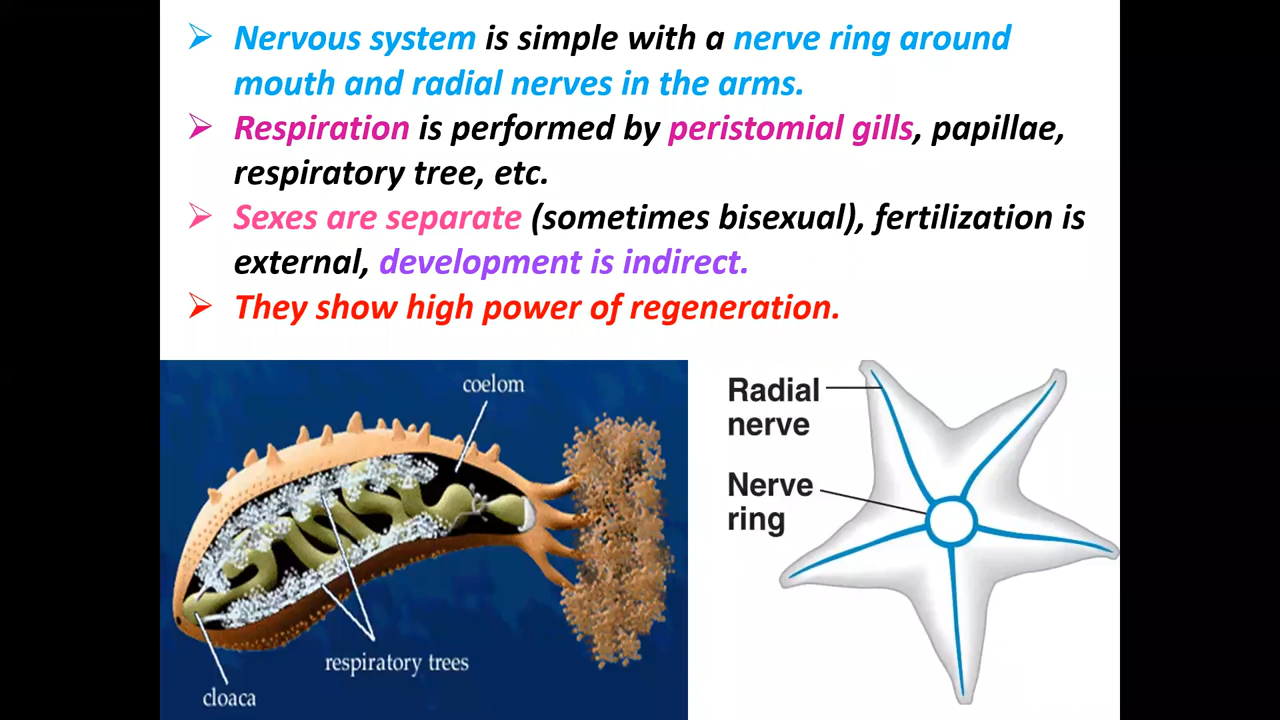 Nervous system is simple with a nerve ring around
mouth and radial nerves in the arms.
Respiration is performed by peristomial gills, papillae,
respiratory tree, etc.
Sexes are separate (sometimes bisexual), fertilization is
external, development is indirect.
They show high power of regeneration.
coelom
respiratory trees
cloaca
Radial
nerve
Nerve
ring